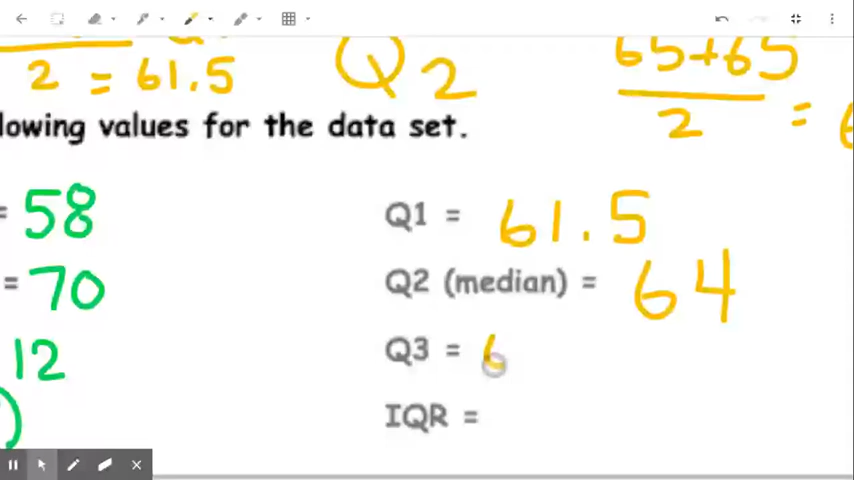 2 = 61.5
Q2
65+65
2 =
lowing values for the data set.
= 58
Q1 = 61.5
= 70
Q2 (median) = 64
12
Q3 = 6
IQR =